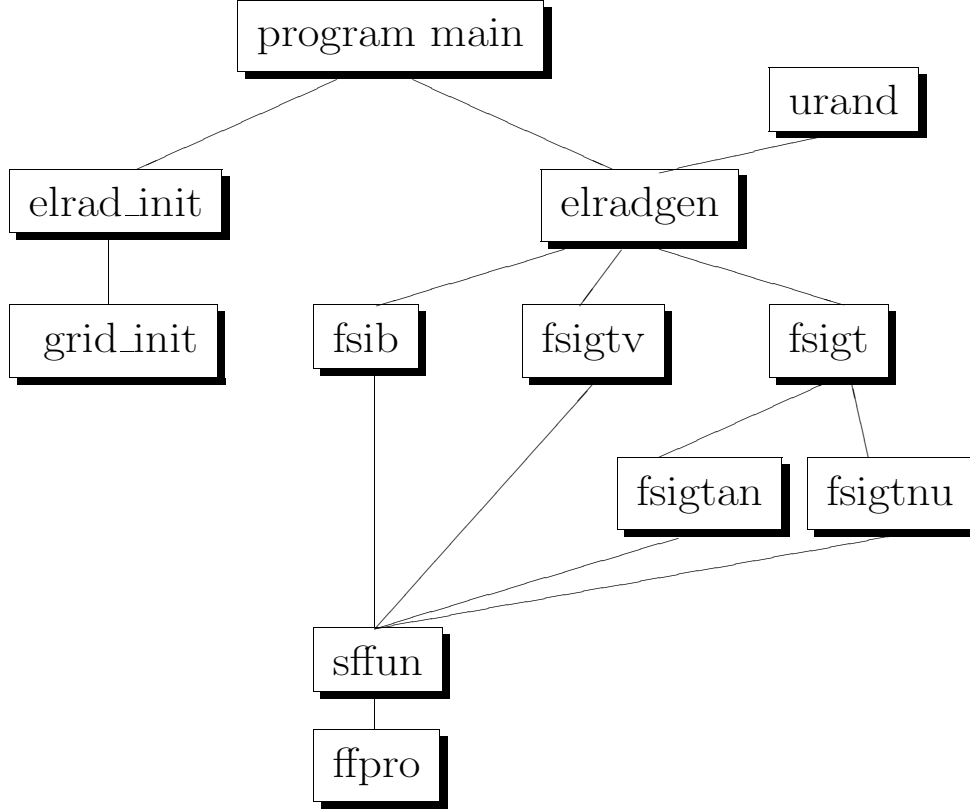 program main
urand
elrad_init
elradgen
grid_init
fsib
fsigtv
fsigt
fsigtan
fsigtnu
sffun
ffpro